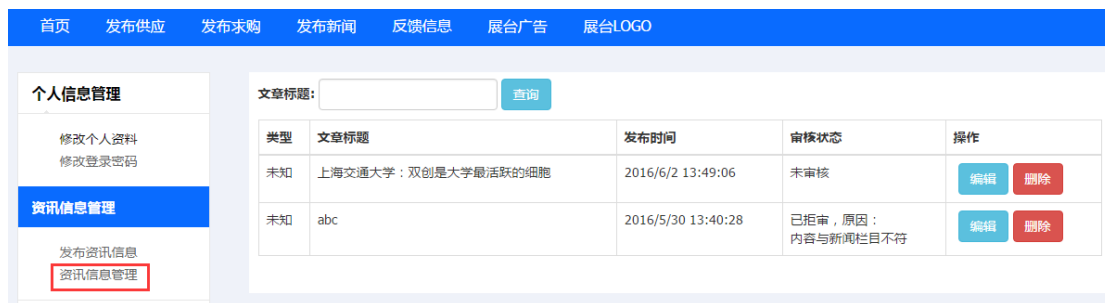 首页 发布供应 发布求购 发布新闻 反馈信息 展台广告 展台LOGO
个人信息管理
修改个人资料
修改登录密码
资讯信息管理
发布资讯信息
资讯信息管理
文章标题: 查询
类型 文章标题 发布时间 审核状态 操作
未知 上海交通大学：双创是大学最活跃的细胞 2016/6/2 13:49:06 未审核 编辑 删除
未知 abc 2016/5/30 13:40:28 已拒审，原因： 编辑 删除
内容与新闻栏目不符